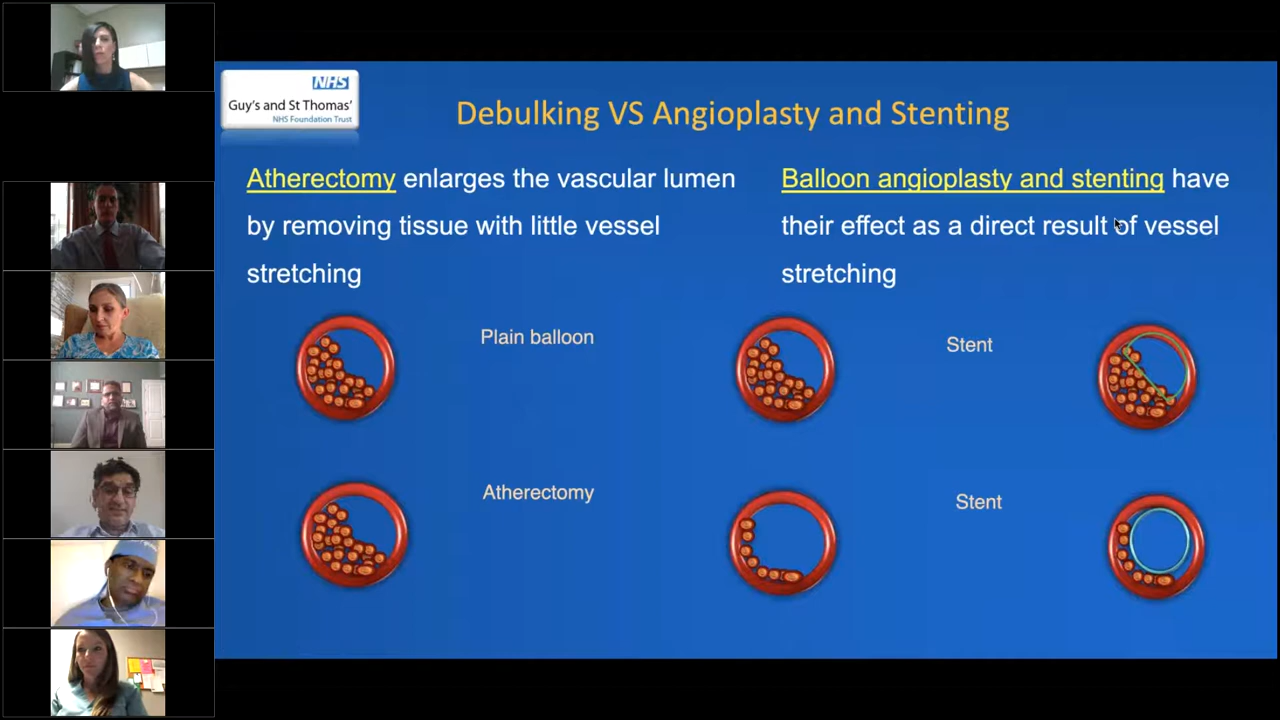 NHS
Guy's and St Thomas'
NHS Foundation Trust
Debulking VS Angioplasty and Stenting
Atherectomy enlarges the vascular lumen
by removing tissue with little vessel
stretching
Balloon angioplasty and stenting have
their effect as a direct result of vessel
stretching
Plain balloon
Stent
Atherectomy
Stent